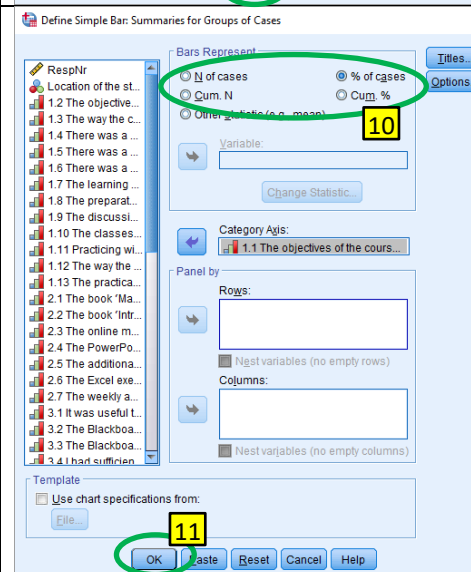 Define Simple Bar: Summaries for Groups of Cases
RespNr
Location of the st...
1.2 The objective...
1.3 The way the c...
1.4 There was a ...
1.5 There was a ...
1.6 There was a ...
1.7 The learning ...
1.8 The preparat...
1.9 The discussi...
1.10 The classes...
1.11 Practicing wi...
1.12 The way the ...
1.13 The practica...
2.1 The book 'Ma...
2.2 The book 'Intr...
2.3 The online m...
2.4 The PowerPo...
2.5 The additiona...
2.6 The Excel exe...
2.7 The weekly a...
3.1 It was useful t...
3.2 The Blackboa...
3.3 The Blackboa...
3.4 I had sufficien
Bars Represent
N of cases
% of cases
Cum. N
Cum. %
Other statistic (e.g., mean)
10
Variable:
Change Statistic...
Category Axis:
1.1 The objectives of the cours...
Panel by
Rows:
Nest variables (no empty rows)
Columns:
Nest variables (no empty columns)
Titles...
Options
Template
Use chart specifications from:
File...
11
OK
Paste
Reset
Cancel
Help